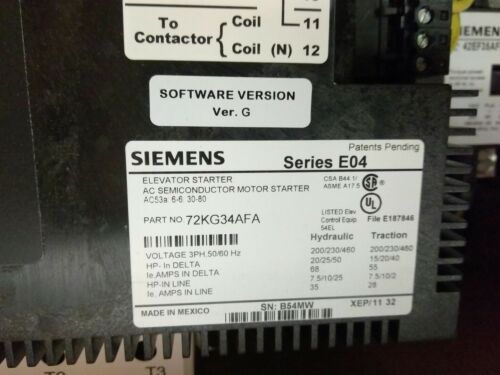 To
Contactor
Coil
11
Coil (N) 12
SOFTWARE VERSION
Ver. G
SIEMENS
Series E04
Patents Pending
ELEVATOR STARTER
AC SEMICONDUCTOR MOTOR STARTER
AC53a: 6-6: 30-80
CSA B44.1/
ASME A17.5
PART NO 72KG34AFA
LISTED Elev
Control Equip.
54EL
File E187846
Hydraulic Traction
VOLTAGE 3PH.50/60 Hz 200/230/460 200/230/460
HP- In DELTA 20/25/50 15/20/40
Ie. AMPS IN DELTA 68 55
HP-IN LINE 7.5/10/25 7.5/10/2
Ie. AMPS IN LINE 35 28
MADE IN MEXICO
SN: B54MW
XEP/11 32
SIEMENS
42EF35AF
T3